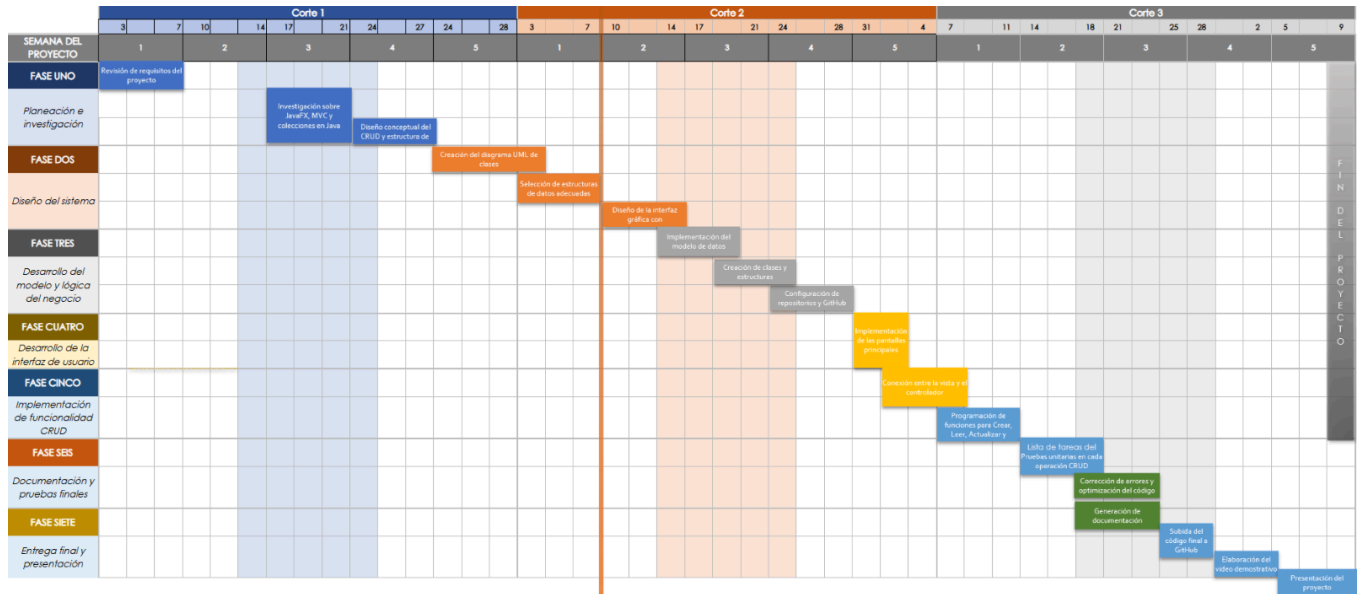 Corte 1 Corte 2 Corte 3
3 7 10 14 17 21 24 27 24 28 3 7 10 14 17 21 24 28 31 4 7 11 14 18 21 25 28 2 5 9
SEMANA DEL
PROYECTO
1 2 3 4 5 1 2 3 4 5 1 2 3 4 5
FASE UNO
Revisión de requisitos del
proyecto
Planeación e
investigación
Investigación sobre
JavaFX, MVC y
colecciones en Java
Diseño conceptual del
CRUD y estructura de
FASE DOS
Creación del diagrama UML de
clases
Diseño del sistema
Selección de estructuras
de datos adecuadas
Diseño de la interfaz
gráfica con
FASE TRES
Implementación del
modelo de datos
Desarrollo del
modelo y lógica
del negocio
Creación de clases y
estructuras
Configuración de
repositorios y GitHub
FASE CUATRO
Desarrollo de la
interfaz de usuario
Implementación
de las pantallas
principales
FASE CINCO
Conexión entre la vista y el
controlador
Implementación
de funcionalidad
CRUD
Programación de
funciones para Crear,
Leer, Actualizar y
FASE SEIS
Lista de tareas del
Pruebas unitarias en cada
operación CRUD
Documentación y
pruebas finales
Corrección de errores y
optimización del código
FASE SIETE
Generación de
documentación
Entrega final y
presentación
Subida del
código final a
GitHub
Elaboración del
video demostrativo
Presentación del
proyecto
FIN DEL PROYECTO